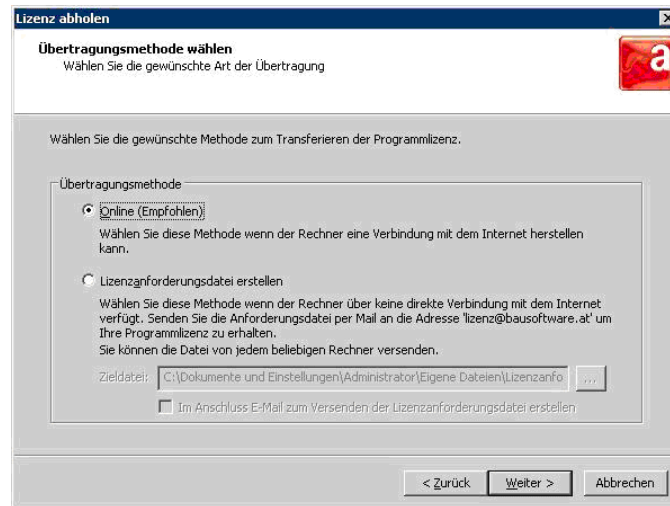 Lizenz abholen
Übertragungsmethode wählen
Wählen Sie die gewünschte Art der Übertragung
a
Wählen Sie die gewünschte Methode zum Transferieren der Programmlizenz.
Übertragungsmethode
Online (Empfohlen)
Wählen Sie diese Methode wenn der Rechner eine Verbindung mit dem Internet herstellen
kann.
Lizenzanforderungsdatei erstellen
Wählen Sie diese Methode wenn der Rechner über keine direkte Verbindung mit dem Internet
verfügt. Senden Sie die Anforderungsdatei per Mail an die Adresse 'lizenz@bausoftware.at' um
Ihre Programmlizenz zu erhalten.
Sie können die Datei von jedem beliebigen Rechner versenden.
Zieldatei: C:\Dokumente und Einstellungen\Administrator\Eigene Dateien\Lizenzanfo ...
Im Anschluss E-Mail zum Versenden der Lizenzanforderungsdatei erstellen
< Zurück Weiter > Abbrechen